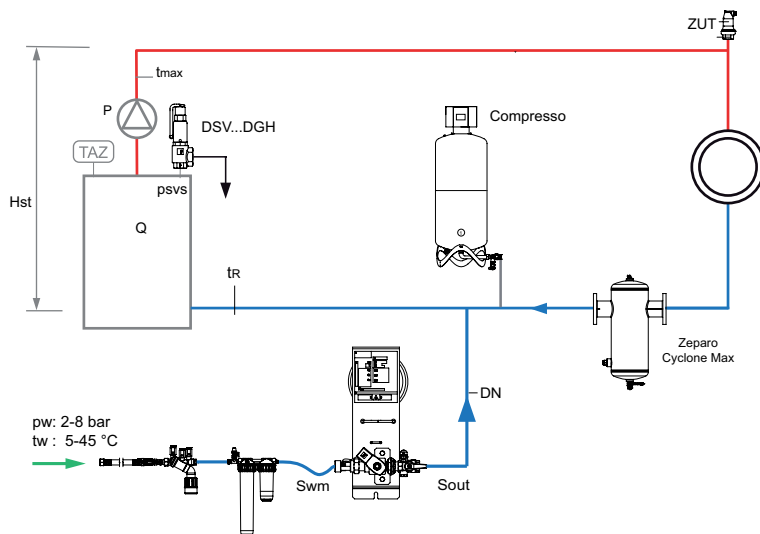 ZUT
tmax
P
DSV...DGH
Compresso
TAZ
psvs
Hst
Q
tR
Zeparo
Cyclone Max
DN
pw: 2-8 bar
tw : 5-45 °C
Swm
Sout